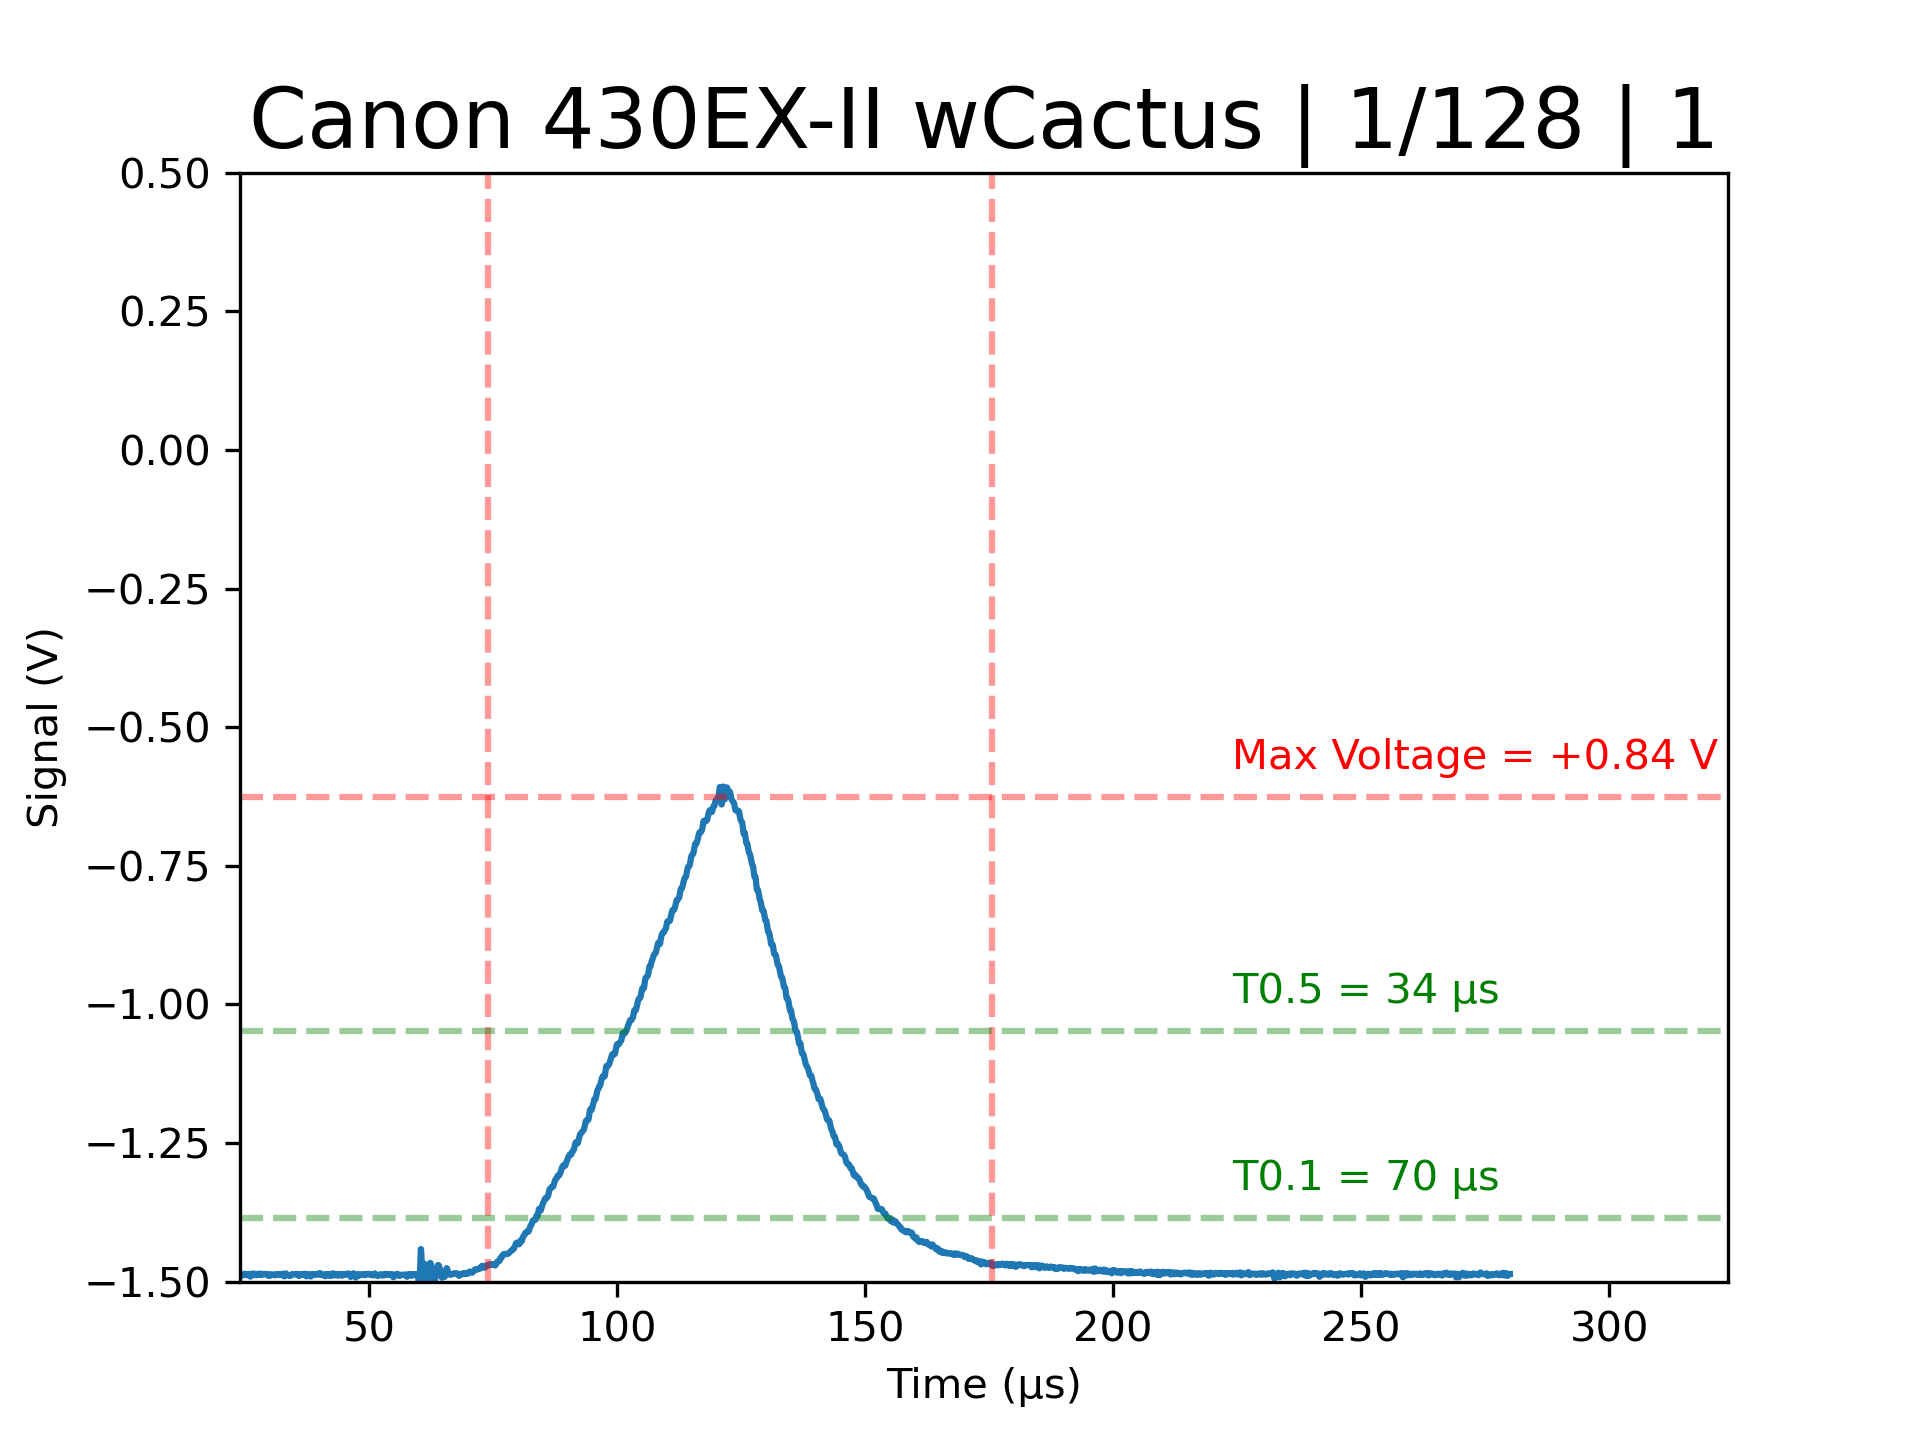 Canon 430EX-II wCactus | 1/128 | 1
0.50
0.25
0.00
−0.25
−0.50
−0.75
−1.00
−1.25
−1.50
Signal (V)
Max Voltage = +0.84 V
T0.5 = 34 µs
T0.1 = 70 µs
50 100 150 200 250 300
Time (µs)